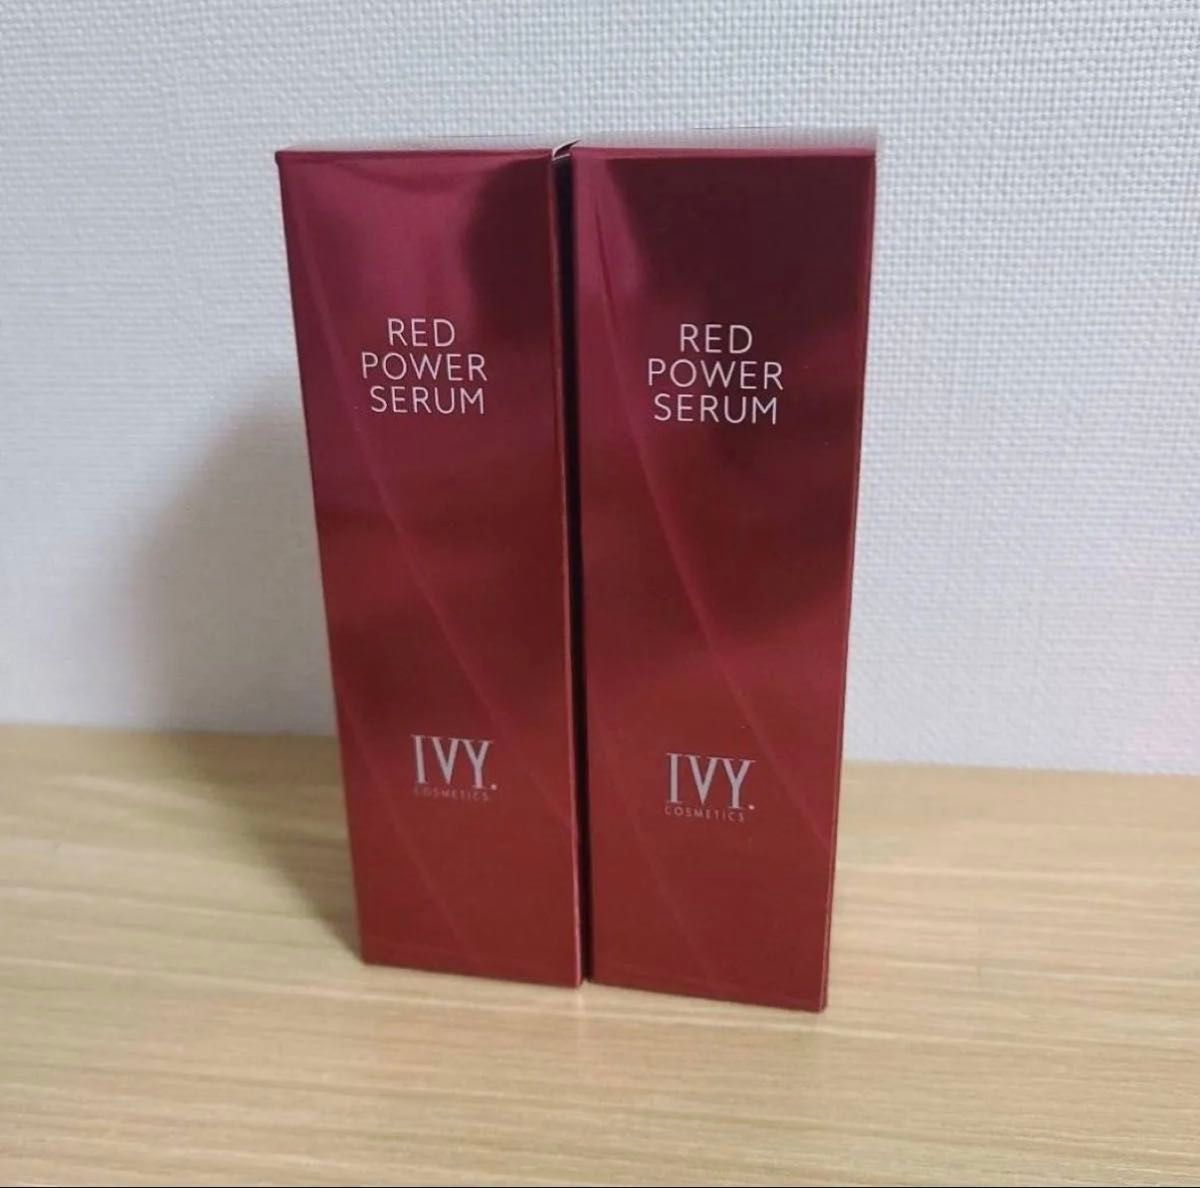 RED
POWER
SERUM
IVY.
COSMETICS
RED
POWER
SERUM
IVY.
COSMETICS